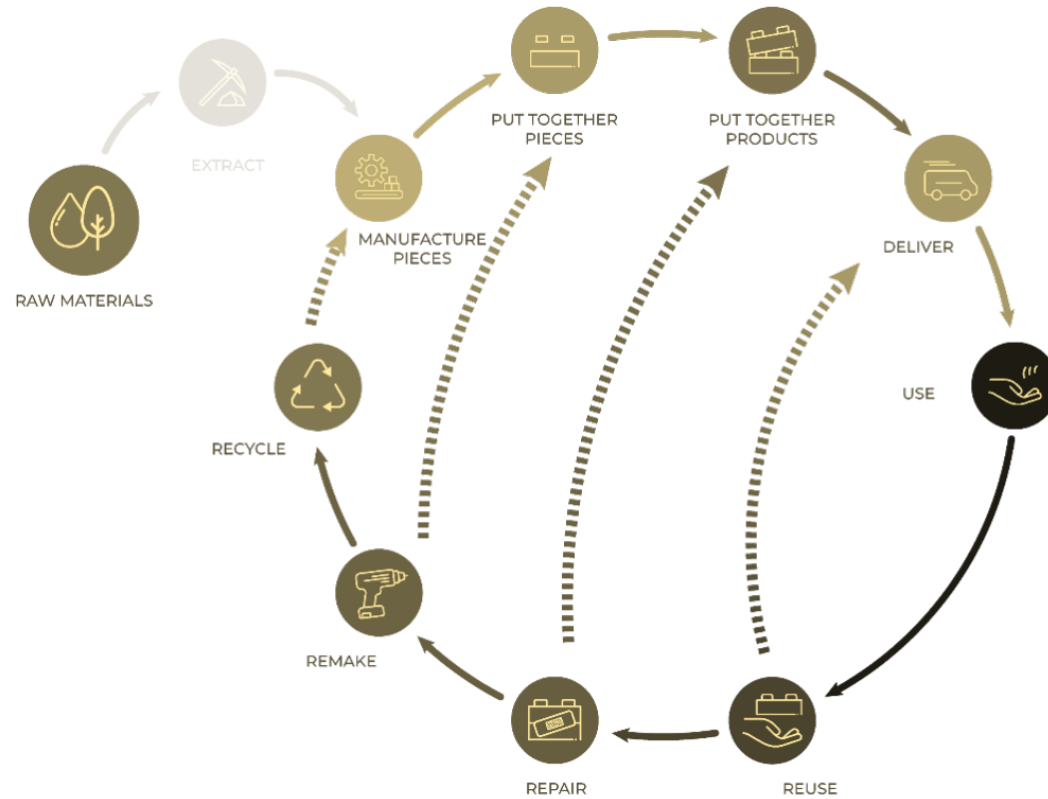 RAW MATERIALS
EXTRACT
MANUFACTURE
PIECES
PUT TOGETHER
PIECES
PUT TOGETHER
PRODUCTS
DELIVER
USE
REUSE
REPAIR
REMAKE
RECYCLE